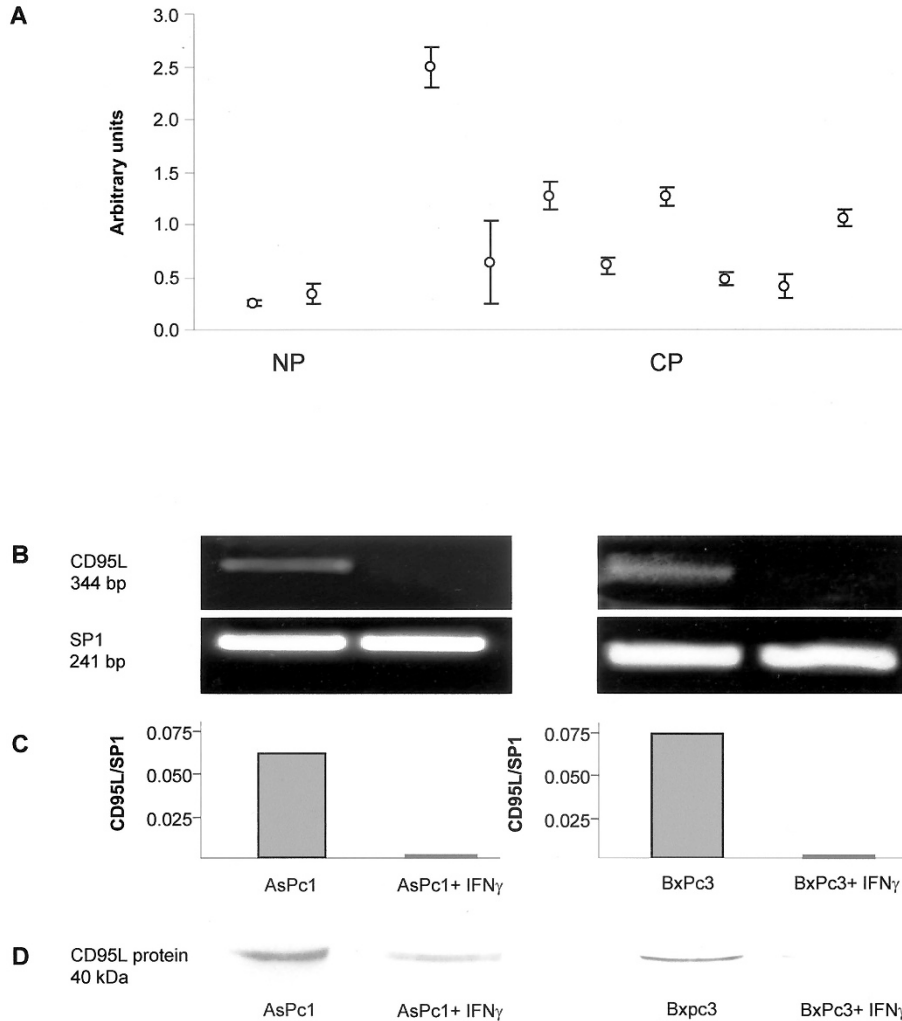 A
Arbitrary units
3.0
2.5
2.0
1.5
1.0
0.5
0.0
NP CP
B
CD95L
344 bp
SP1
241 bp
C
CD95L/SP1
0.075
0.050
0.025
AsPc1 AsPc1+ IFNγ
CD95L/SP1
0.075
0.050
0.025
BxPc3 BxPc3+ IFNγ
D
CD95L protein
40 kDa
AsPc1 AsPc1+ IFNγ Bxpc3 BxPc3+ IFNγ